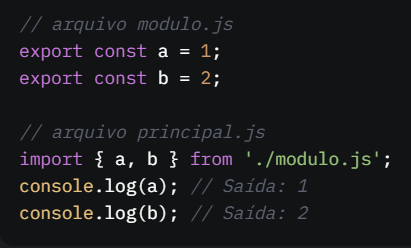 // arquivo modulo.js
export const a = 1;
export const b = 2;

// arquivo principal.js
import { a, b } from './modulo.js';
console.log(a); // Saída: 1
console.log(b); // Saída: 2